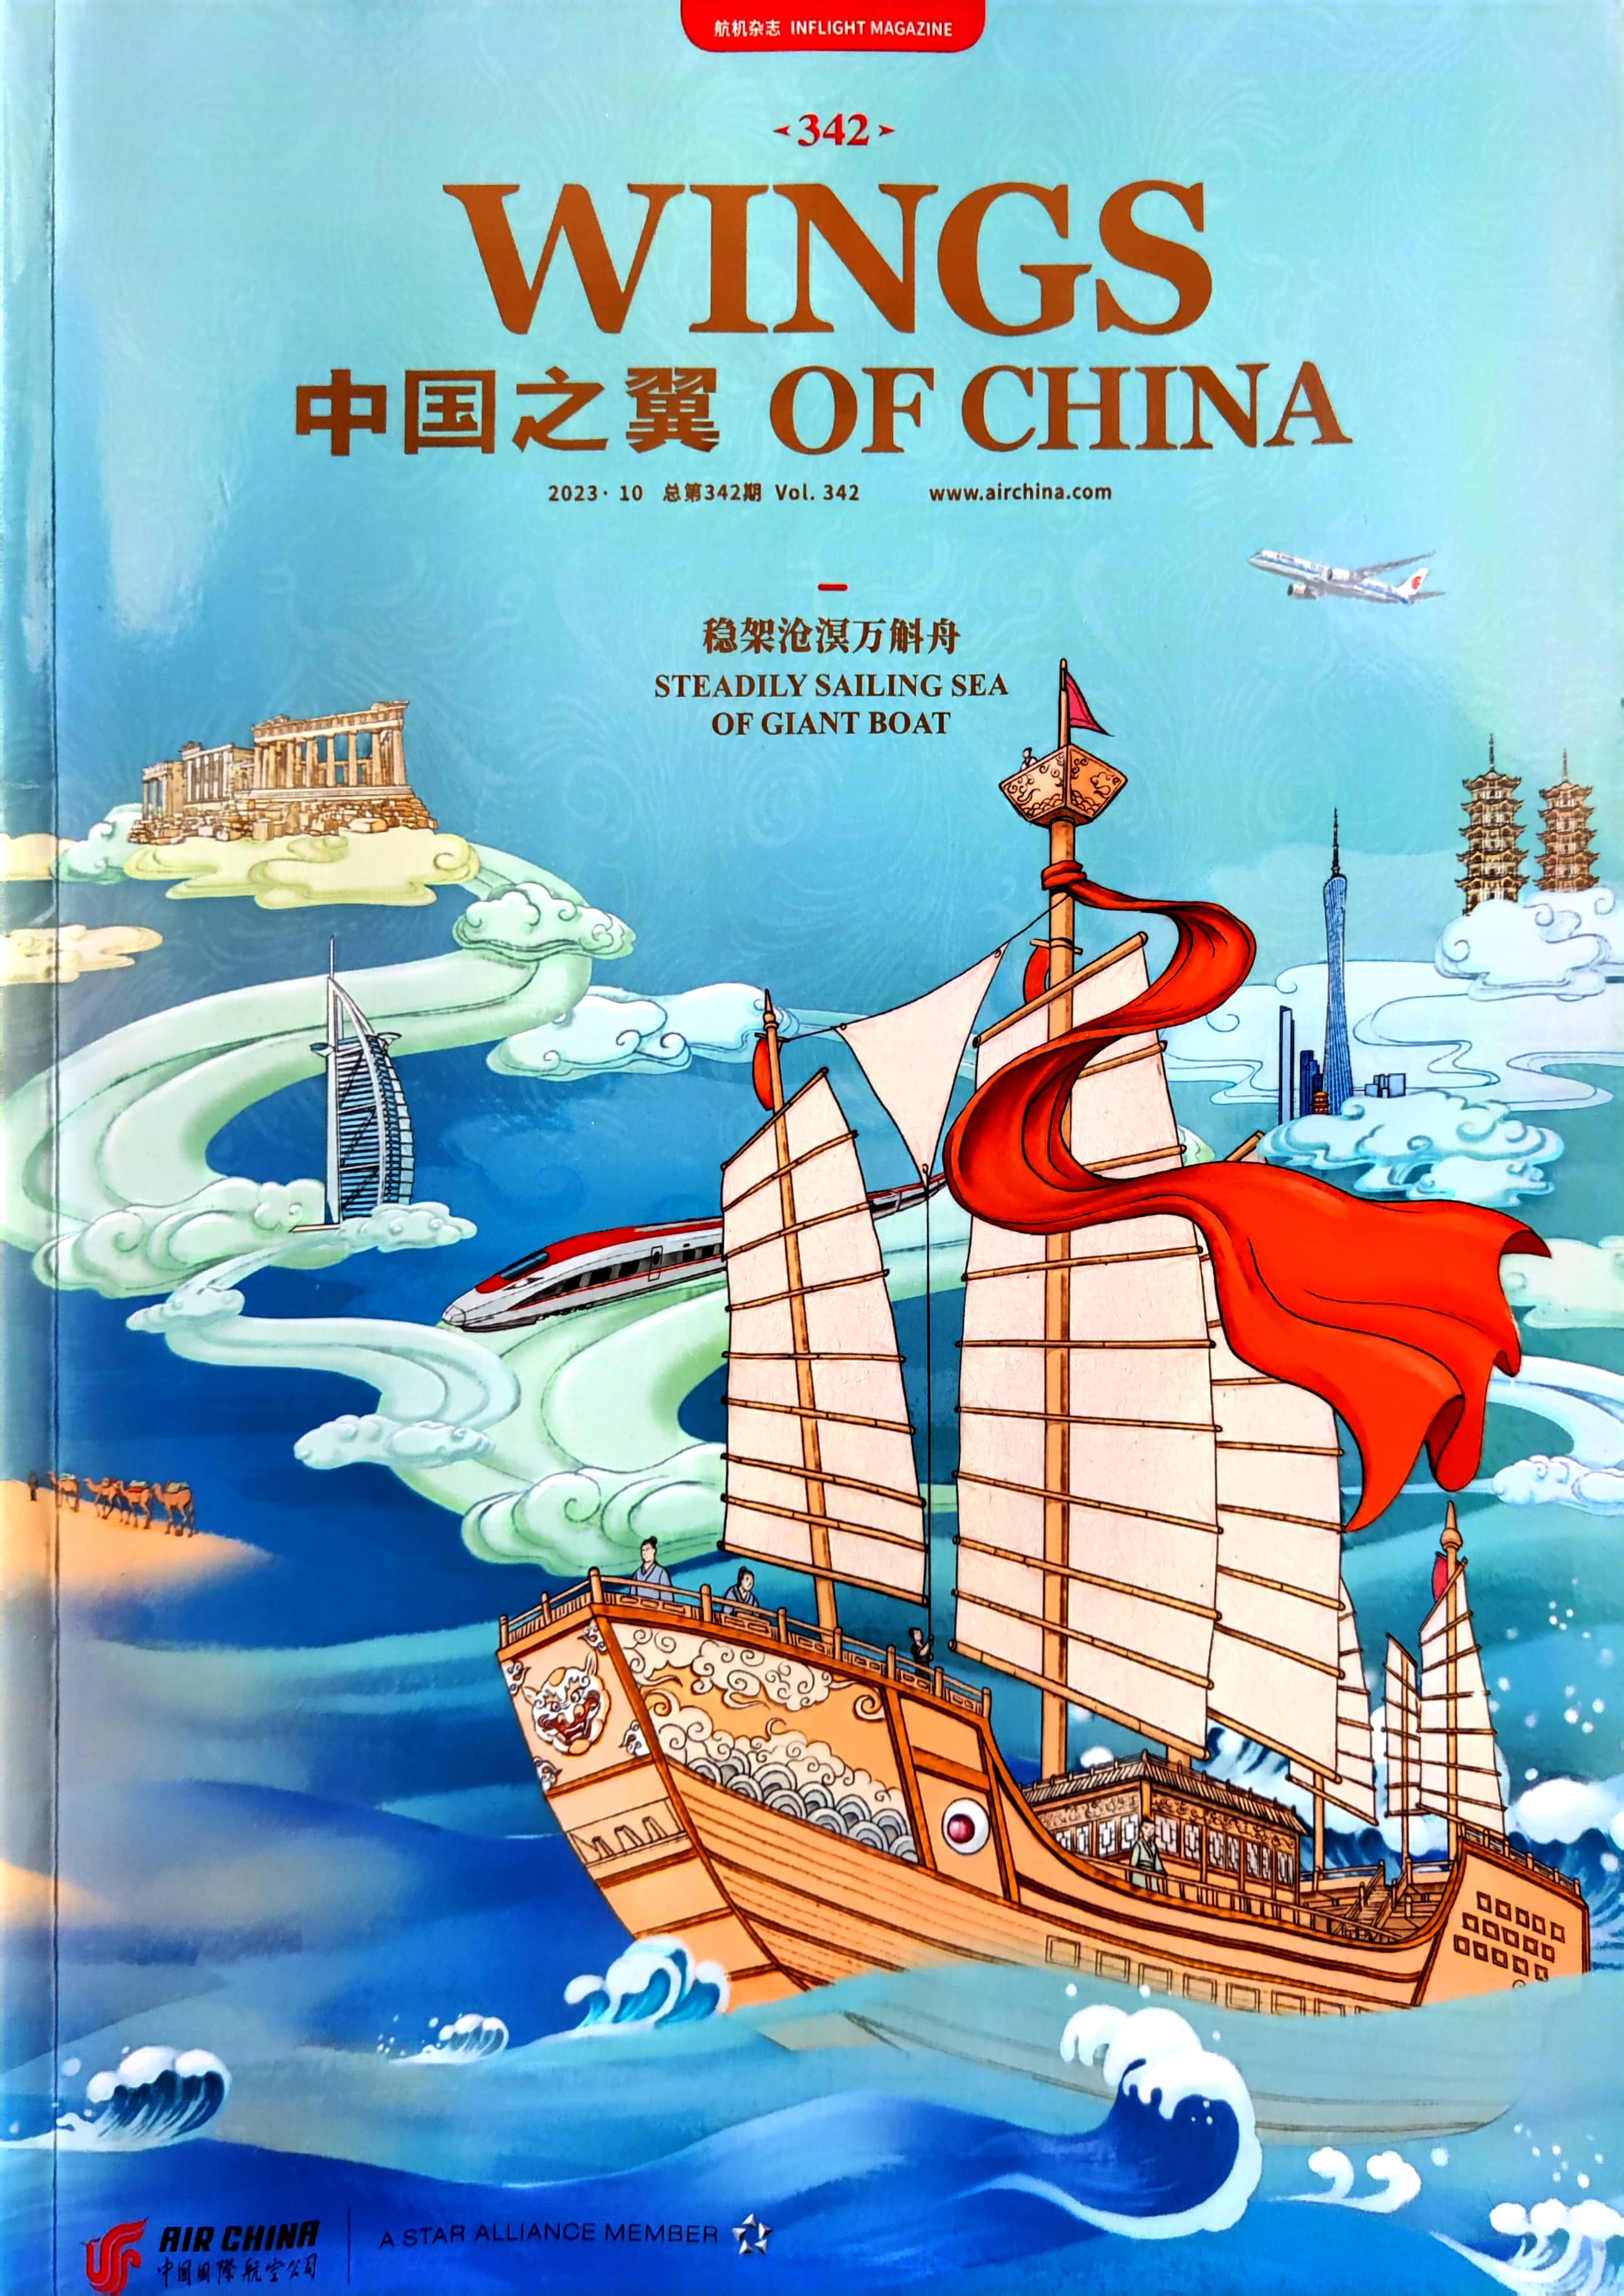 航机杂志 INFLIGHT MAGAZINE
342
WINGS
中国之翼 OF CHINA
2023· 10 总第342期 Vol. 342 www.airchina.com
稳架沧溟万斛舟
STEADILY SAILING SEA
OF GIANT BOAT
AIR CHINA
中国国際航空公司
A STAR ALLIANCE MEMBER